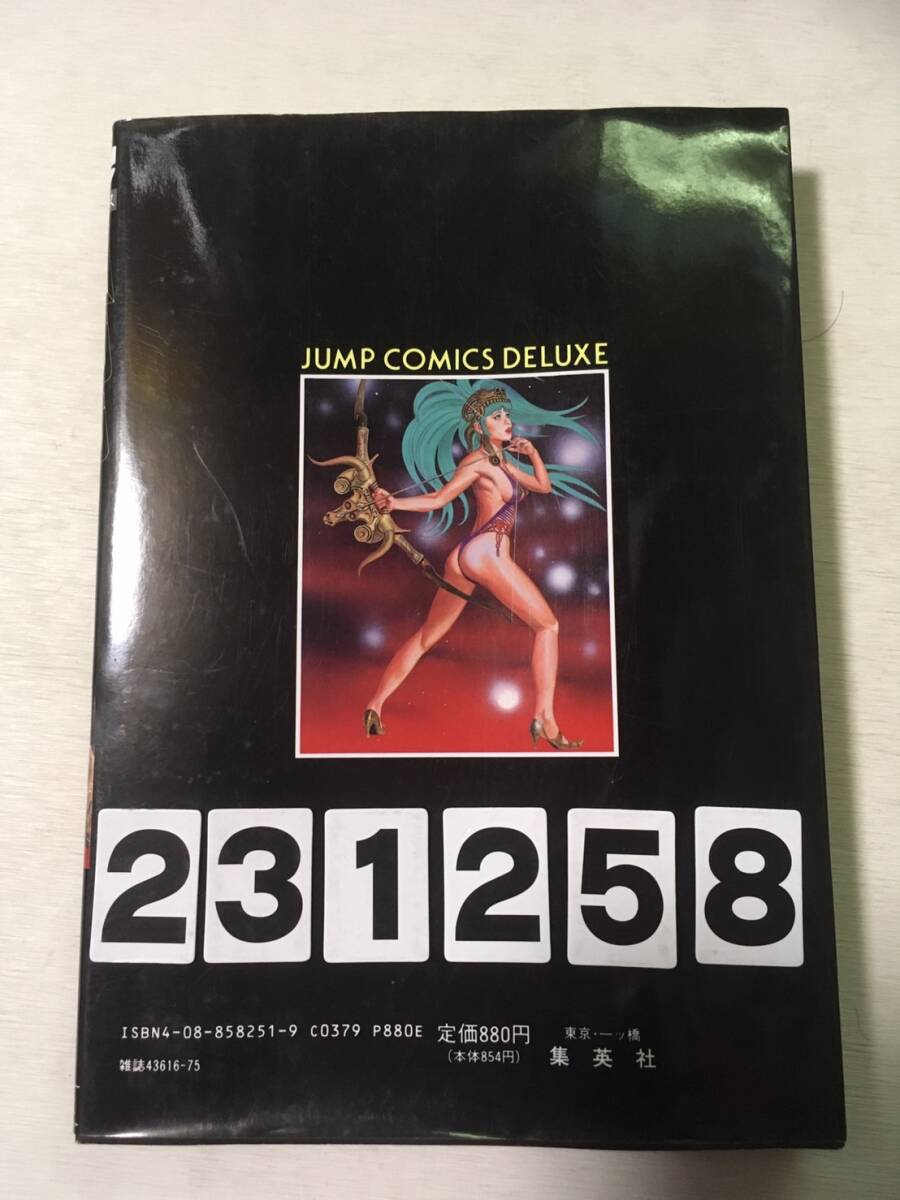 JUMP COMICS DELUXE
231258
ISBN4-08-858251-9 C0379 P880E 定価880円
(本体854円)
東京・一ッ橋
集英社
雑誌43616-75